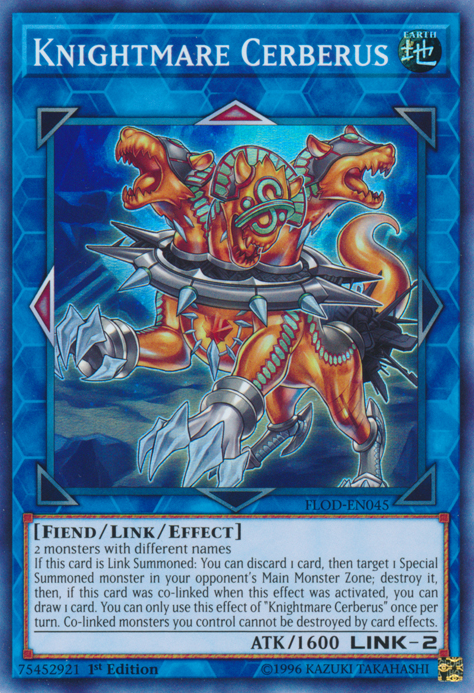 KNIGHTMARE CERBERUS
EARTH
地
FLOD-EN045
[FIEND/LINK/EFFECT]
2 monsters with different names
If this card is Link Summoned: You can discard 1 card, then target 1 Special
Summoned monster in your opponent's Main Monster Zone; destroy it,
then, if this card was co-linked when this effect was activated, you can
draw 1 card. You can only use this effect of "Knightmare Cerberus" once per
turn. Co-linked monsters you control cannot be destroyed by card effects.
ATK/1600 LINK-2
75452921 1st Edition ©1996 KAZUKI TAKAHASHI